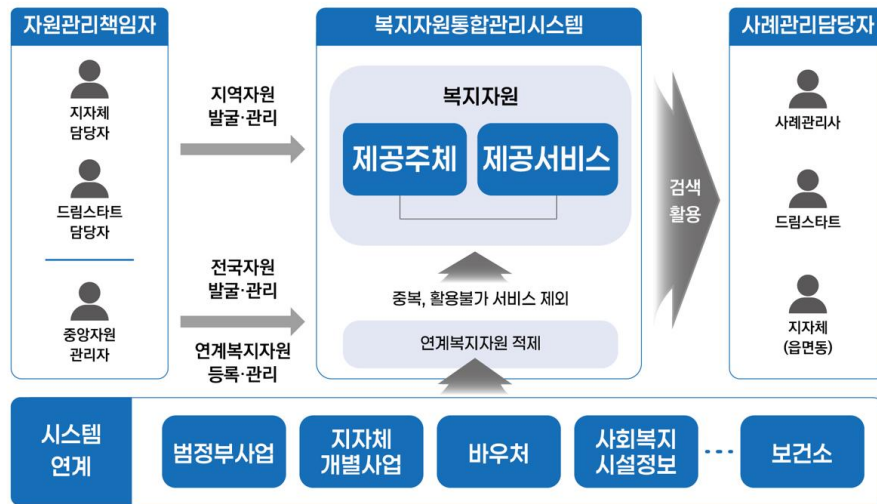 자원관리책임자
지자체
담당자
드림스타트
담당자
중앙자원
관리자
지역자원
발굴·관리
전국자원
발굴·관리
연계복지자원
등록·관리
복지자원통합관리시스템
복지자원
제공주체
제공서비스
중복, 활용불가 서비스 제외
연계복지자원 적제
검색
활용
사례관리담당자
사례관리사
드림스타트
지자체
(읍면동)
시스템
연계
범정부사업
지자체
개별사업
바우처
사회복지
시설정보
보건소